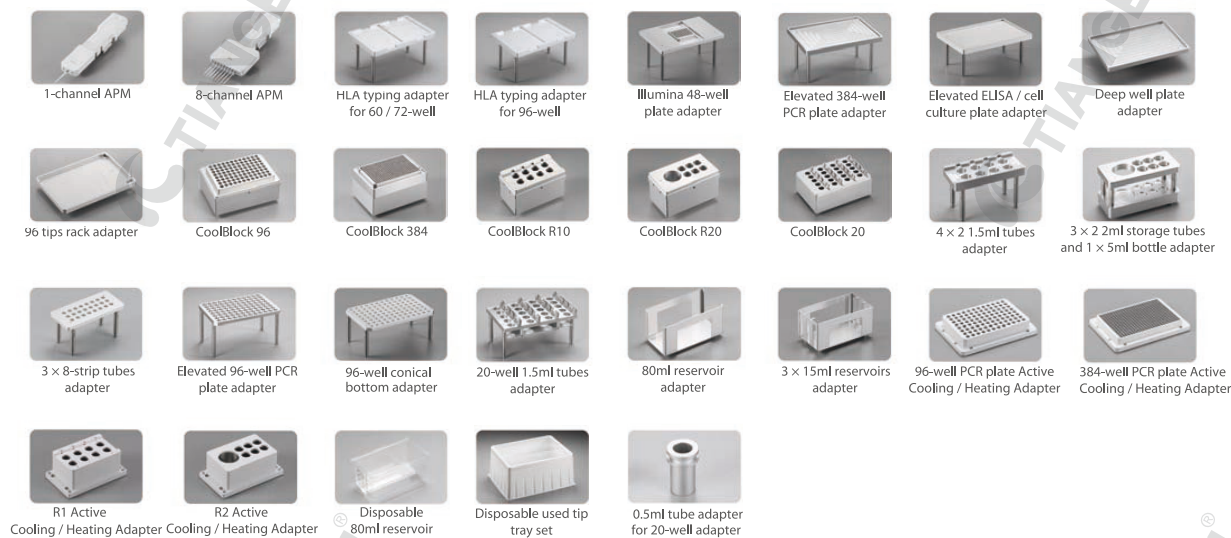 1-channel APM
8-channel APM
HLA typing adapter
for 60 / 72-well
HLA typing adapter
for 96-well
Illumina 48-well
plate adapter
Elevated 384-well
PCR plate adapter
Elevated ELISA / cell
culture plate adapter
Deep well plate
adapter
96 tips rack adapter
CoolBlock 96
CoolBlock 384
CoolBlock R10
CoolBlock R20
CoolBlock 20
4 × 2 1.5ml tubes
adapter
3 × 2 2ml storage tubes
and 1 × 5ml bottle adapter
3 × 8-strip tubes
adapter
Elevated 96-well PCR
plate adapter
96-well conical
bottom adapter
20-well 1.5ml tubes
adapter
80ml reservoir
adapter
3 × 15ml reservoirs
adapter
96-well PCR plate Active
Cooling / Heating Adapter
384-well PCR plate Active
Cooling / Heating Adapter
R1 Active
Cooling / Heating Adapter
R2 Active
Cooling / Heating Adapter
Disposable
80ml reservoir
Disposable used tip
tray set
0.5ml tube adapter
for 20-well adapter